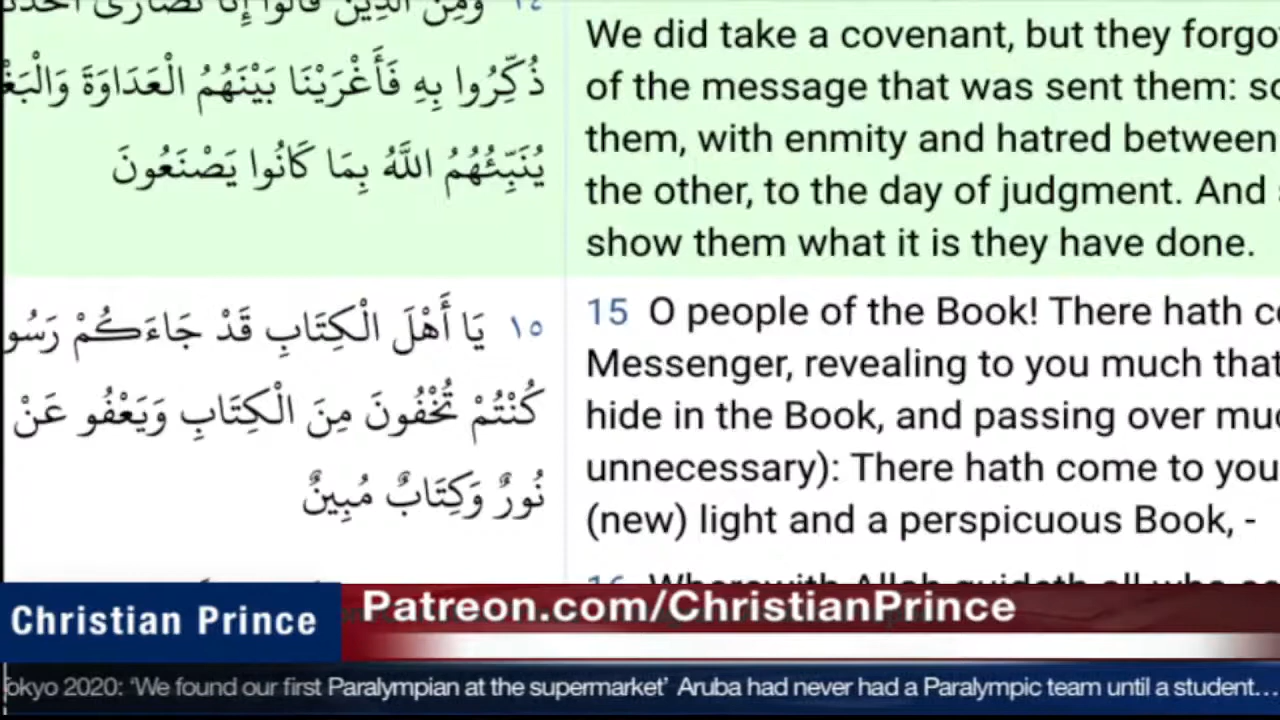 ذُكِّرُوا بِهِ فَأَغْرَيْنَا بَيْنَهُمُ الْعَدَاوَةَ
يُنَبِّئُهُمُ اللَّهُ بِمَا كَانُوا يَصْنَعُونَ
١٥ يَا أَهْلَ الْكِتَابِ قَدْ جَاءَكُمْ
كُنْتُمْ تُخْفُونَ مِنَ الْكِتَابِ وَيَعْفُو عَنْ
نُورٌ وَكِتَابٌ مُبِينٌ
We did take a covenant, but they forgo
of the message that was sent them: so
them, with enmity and hatred between
the other, to the day of judgment. And
show them what it is they have done.
15 O people of the Book! There hath c
Messenger, revealing to you much that
hide in the Book, and passing over mu
unnecessary): There hath come to you
(new) light and a perspicuous Book, -
Christian Prince
Patreon.com/ChristianPrince
okyo 2020: 'We found our first Paralympian at the supermarket' Aruba had never had a Paralympic team until a student...